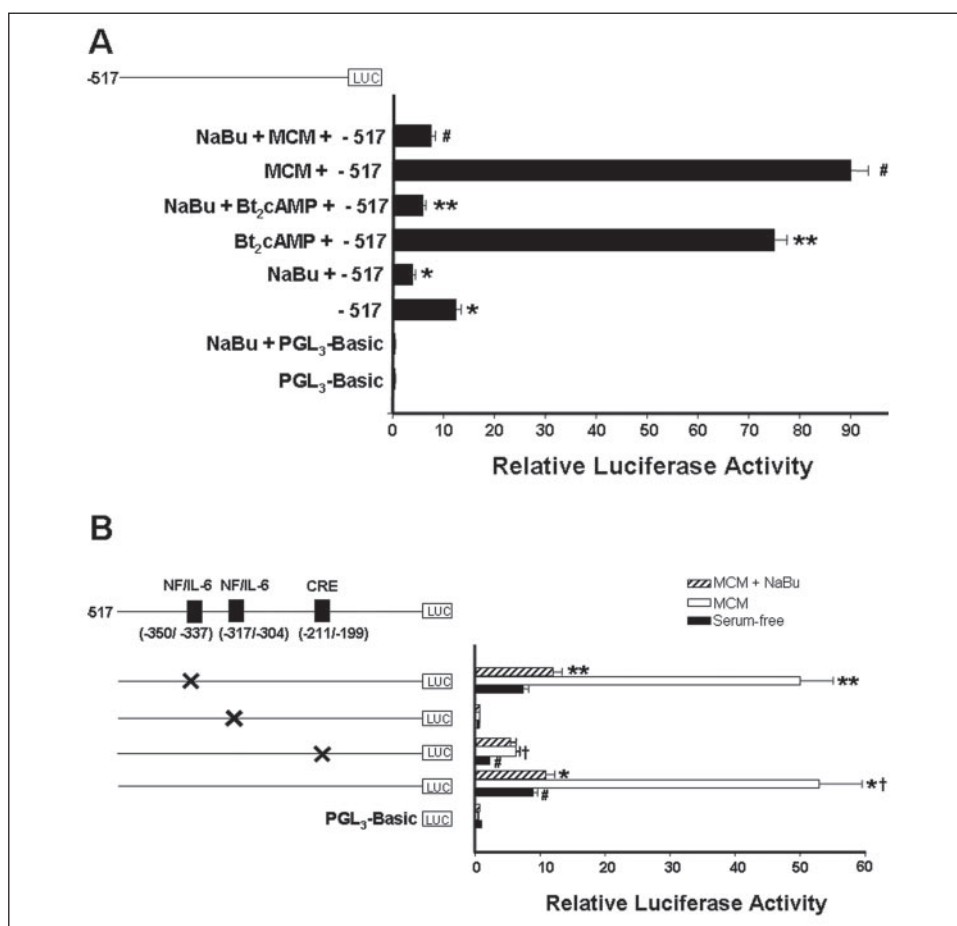 A
-517 LUC
NaBu + MCM + - 517 #
MCM + - 517 #
NaBu + Bt₂cAMP + - 517 **
Bt₂cAMP + - 517 **
NaBu + - 517 *
- 517 *
NaBu + PGL₃-Basic
PGL₃-Basic
0 10 20 30 40 50 60 70 80 90
Relative Luciferase Activity
B
NF/IL-6 NF/IL-6 CRE
-517 LUC
(-350/ -337) (-317/-304) (-211/-199)
MCM + NaBu
MCM
Serum-free
LUC **
**
LUC
LUC †
#
LUC *
*†
#
PGL₃-Basic LUC
0 10 20 30 40 50 60
Relative Luciferase Activity